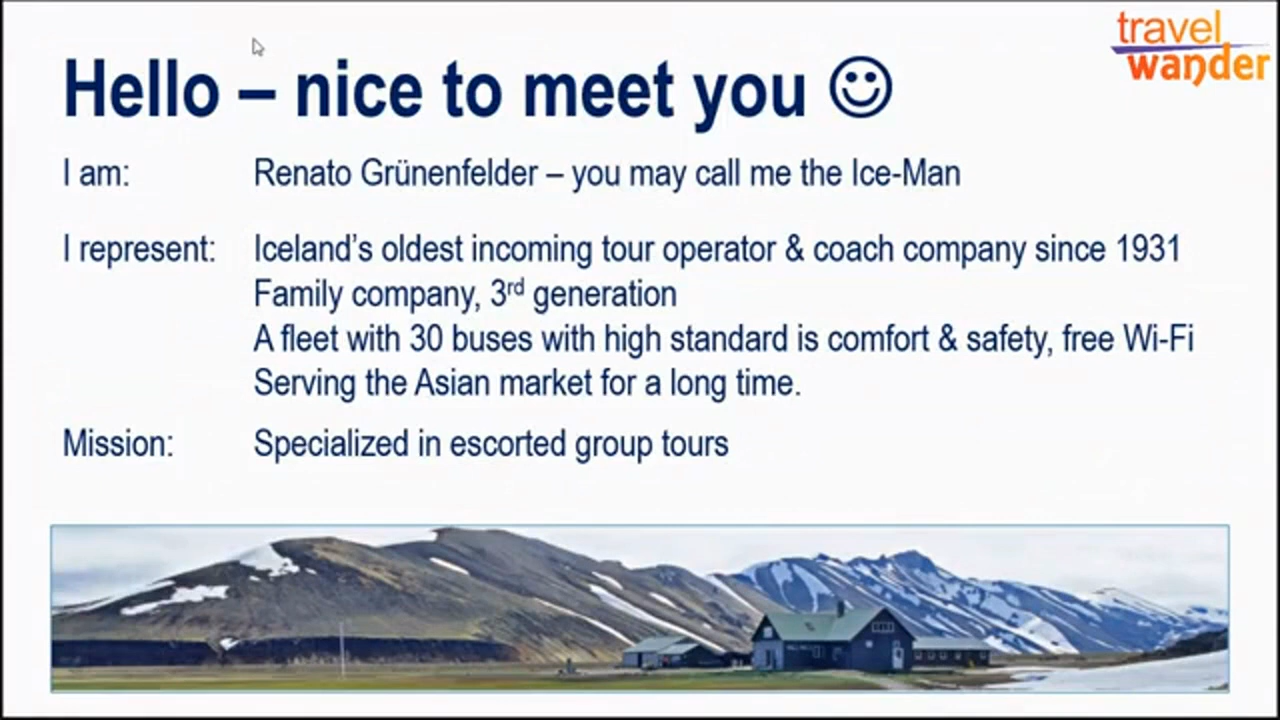 travel
wander
Hello – nice to meet you ☺
I am: Renato Grünenfelder – you may call me the Ice-Man
I represent: Iceland’s oldest incoming tour operator & coach company since 1931
Family company, 3rd generation
A fleet with 30 buses with high standard is comfort & safety, free Wi-Fi
Serving the Asian market for a long time.
Mission: Specialized in escorted group tours